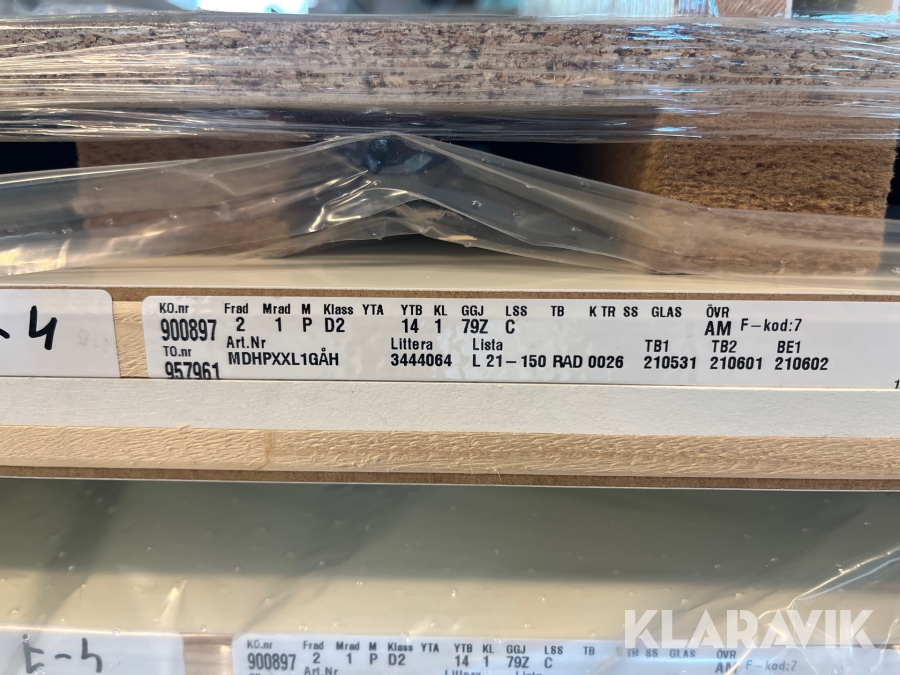 KO.nr Frad Mrad M Klass YTA YTB KL GGJ LSS TB K TR SS GLAS ÖVR
900897 2 1 P D2 14 1 79Z C AM F-kod:7
TO.nr Art.Nr Littera Lista TB1 TB2 BE1
957961 MDHPXXL1GÅH 3444064 L 21-150 RAD 0026 210531 210601 210602
KLARAVIK
KO.nr Frad Mrad M Klass YTA YTB KL GGJ LSS TB K TR SS GLAS ÖVR
900897 2 1 P D2 14 1 79Z C AM F-kod:7